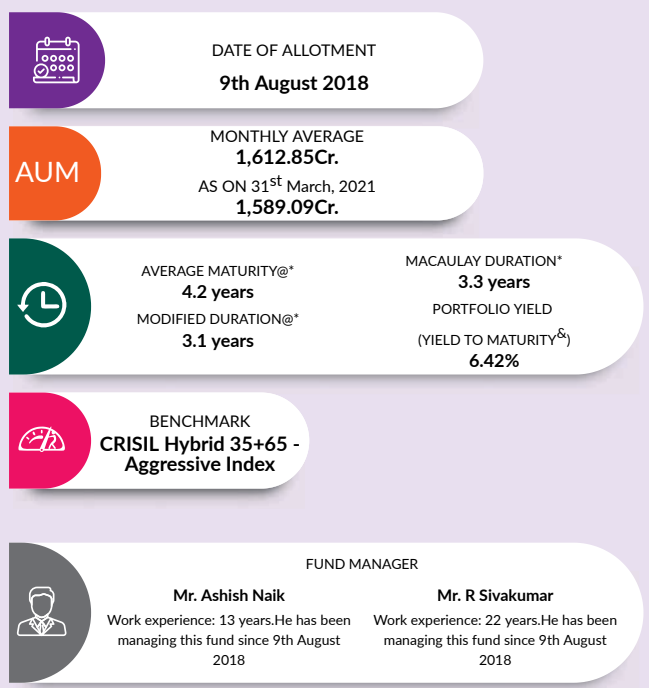 DATE OF ALLOTMENT
9th August 2018
AUM
MONTHLY AVERAGE
1,612.85Cr.
AS ON 31st March, 2021
1,589.09Cr.
AVERAGE MATURITY@*
4.2 years
MODIFIED DURATION@*
3.1 years
MACAULAY DURATION*
3.3 years
PORTFOLIO YIELD
(YIELD TO MATURITY&)
6.42%
BENCHMARK
CRISIL Hybrid 35+65 -
Aggressive Index
FUND MANAGER
Mr. Ashish Naik
Work experience: 13 years.He has been
managing this fund since 9th August
2018
Mr. R Sivakumar
Work experience: 22 years.He has been
managing this fund since 9th August
2018